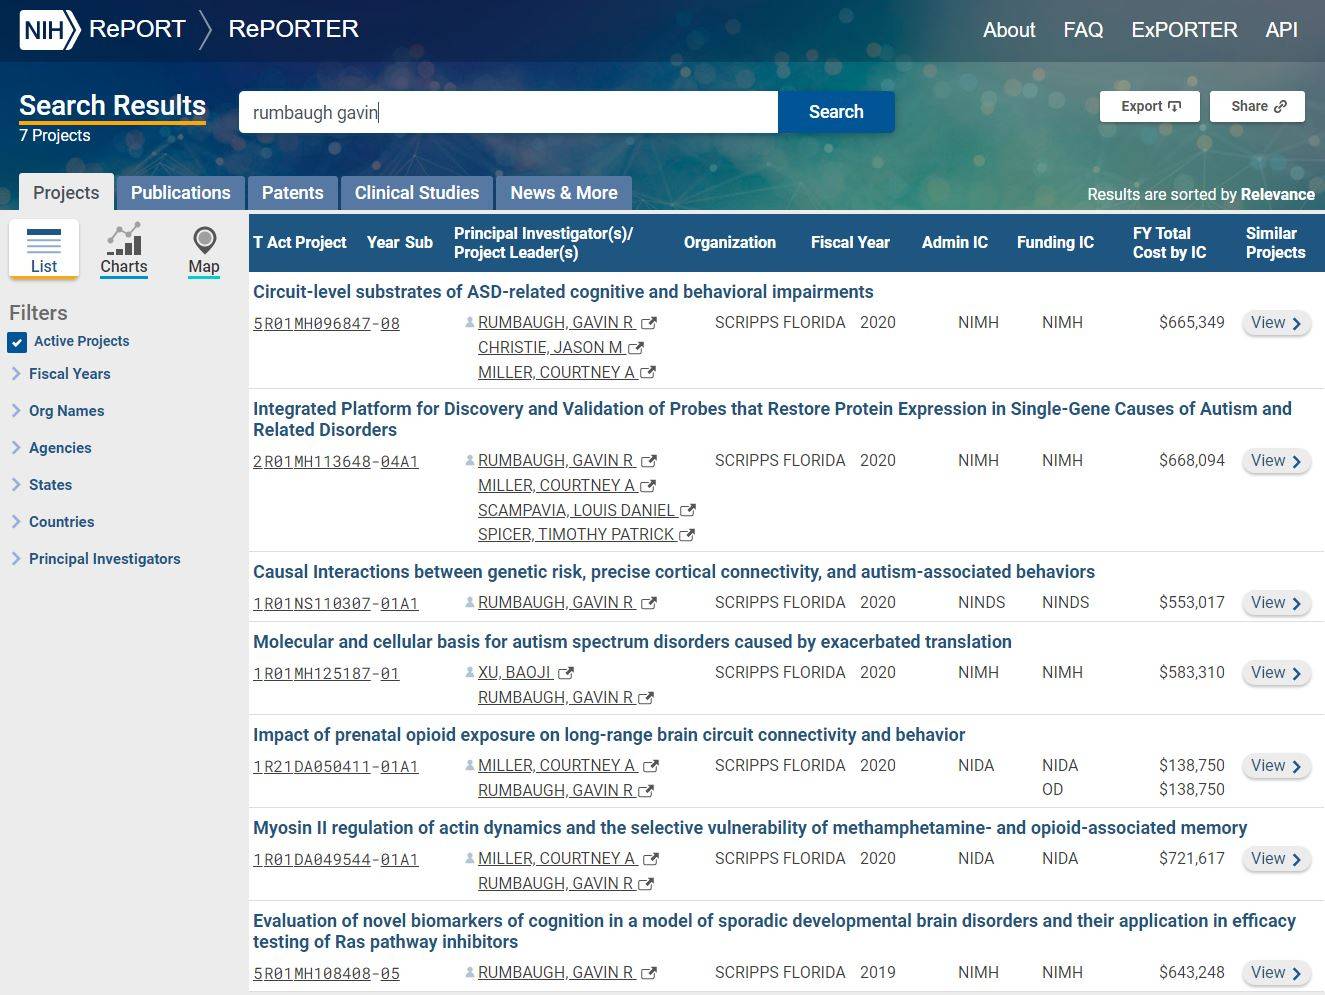 NIH RePORT RePORTER About FAQ ExPORTER API
Search Results rumbaugh gavin Search Export Share
7 Projects
Projects Publications Patents Clinical Studies News & More Results are sorted by Relevance
List Charts Map
Filters
Active Projects
Fiscal Years
Org Names
Agencies
States
Countries
Principal Investigators
T Act Project Year Sub Principal Investigator(s)/ Project Leader(s) Organization Fiscal Year Admin IC Funding IC FY Total Cost by IC Similar Projects
Circuit-level substrates of ASD-related cognitive and behavioral impairments
5R01MH096847-08 RUMBAUGH, GAVIN R SCRIPPS FLORIDA 2020 NIMH NIMH $665,349 View
CHRISTIE, JASON M
MILLER, COURTNEY A
Integrated Platform for Discovery and Validation of Probes that Restore Protein Expression in Single-Gene Causes of Autism and
Related Disorders
2R01MH113648-04A1 RUMBAUGH, GAVIN R SCRIPPS FLORIDA 2020 NIMH NIMH $668,094 View
MILLER, COURTNEY A
SCAMPAVIA, LOUIS DANIEL
SPICER, TIMOTHY PATRICK
Causal Interactions between genetic risk, precise cortical connectivity, and autism-associated behaviors
1R01NS110307-01A1 RUMBAUGH, GAVIN R SCRIPPS FLORIDA 2020 NINDS NINDS $553,017 View
Molecular and cellular basis for autism spectrum disorders caused by exacerbated translation
1R01MH125187-01 XU, BAOJI SCRIPPS FLORIDA 2020 NIMH NIMH $583,310 View
RUMBAUGH, GAVIN R
Impact of prenatal opioid exposure on long-range brain circuit connectivity and behavior
1R21DA050411-01A1 MILLER, COURTNEY A SCRIPPS FLORIDA 2020 NIDA NIDA $138,750 View
RUMBAUGH, GAVIN R OD $138,750
Myosin II regulation of actin dynamics and the selective vulnerability of methamphetamine- and opioid-associated memory
1R01DA049544-01A1 MILLER, COURTNEY A SCRIPPS FLORIDA 2020 NIDA NIDA $721,617 View
RUMBAUGH, GAVIN R
Evaluation of novel biomarkers of cognition in a model of sporadic developmental brain disorders and their application in efficacy
testing of Ras pathway inhibitors
5R01MH108408-05 RUMBAUGH, GAVIN R SCRIPPS FLORIDA 2019 NIMH NIMH $643,248 View